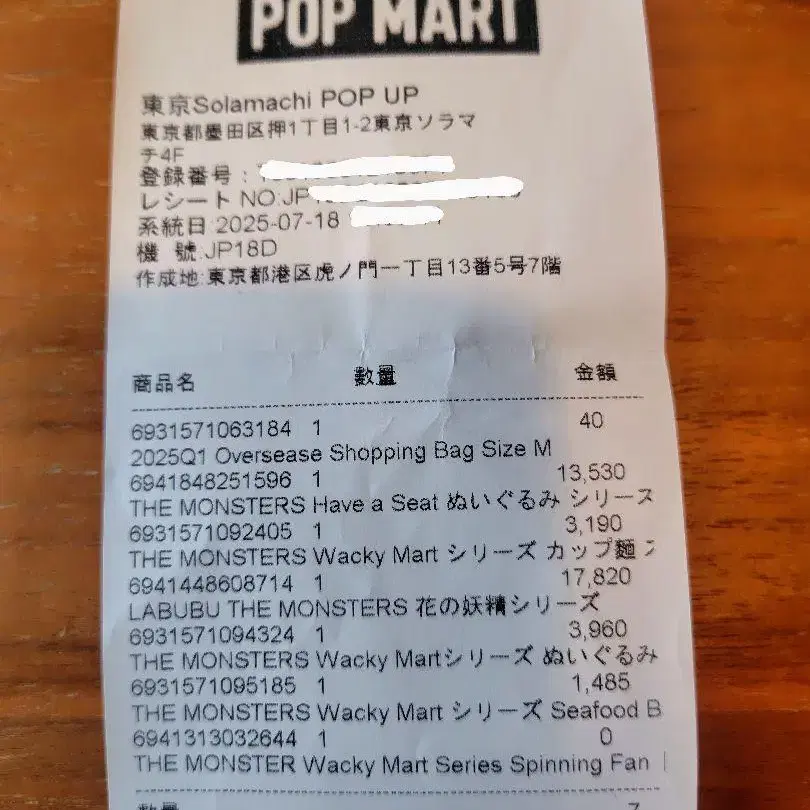 POP MART
東京Solamachi POP UP
東京都墨田区押1丁目1-2東京ソラマ
チ4F
登録番号:
レシート NO:JP
系統日:2025-07-18
機 號:JP18D
作成地:東京都港区虎ノ門一丁目13番5号7階
商品名 數量 金額
6931571063184 1 40
2025Q1 Oversease Shopping Bag Size M
6941848251596 1 13,530
THE MONSTERS Have a Seat ぬいぐるみ シリーズ
6931571092405 1 3,190
THE MONSTERS Wacky Mart シリーズ カップ麺
6941448608714 1 17,820
LABUBU THE MONSTERS 花の妖精シリーズ
6931571094324 1 3,960
THE MONSTERS Wacky Martシリーズ ぬいぐるみ
6931571095185 1 1,485
THE MONSTERS Wacky Mart シリーズ Seafood B
6941313032644 1 0
THE MONSTER Wacky Mart Series Spinning Fan
數量 7